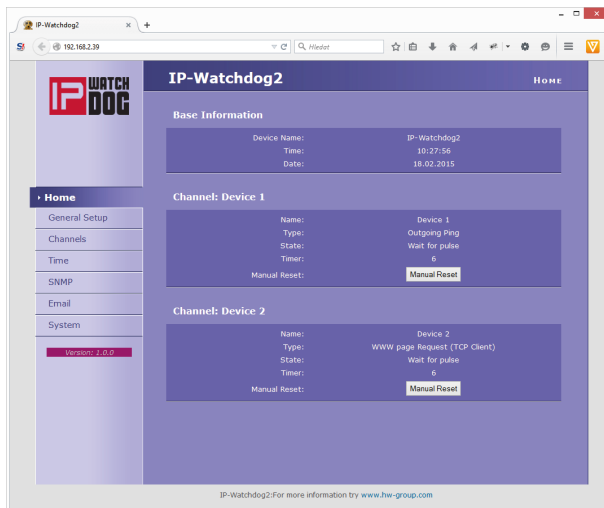 IP-Watchdog2
192.168.2.39
Hledat
IP WATCH DOG
IP-Watchdog2
HOME
Home
General Setup
Channels
Time
SNMP
Email
System
Version: 1.0.0
Base Information
Device Name: IP-Watchdog2
Time: 10:27:56
Date: 18.02.2015
Channel: Device 1
Name: Device 1
Type: Outgoing Ping
State: Wait for pulse
Timer: 6
Manual Reset: Manual Reset
Channel: Device 2
Name: Device 2
Type: WWW page Request (TCP Client)
State: Wait for pulse
Timer: 6
Manual Reset: Manual Reset
IP-Watchdog2:For more information try www.hw-group.com